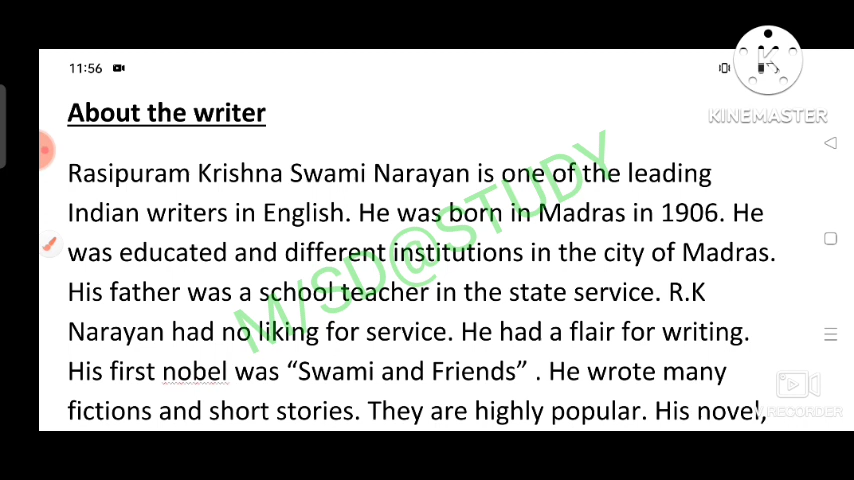 11:56
KINEMASTER
About the writer
Rasipuram Krishna Swami Narayan is one of the leading
Indian writers in English. He was born in Madras in 1906. He
was educated and different institutions in the city of Madras.
His father was a school teacher in the state service. R.K
Narayan had no liking for service. He had a flair for writing.
His first nobel was “Swami and Friends” . He wrote many
fictions and short stories. They are highly popular. His novel,
M/SD@STUDY
RECORDER